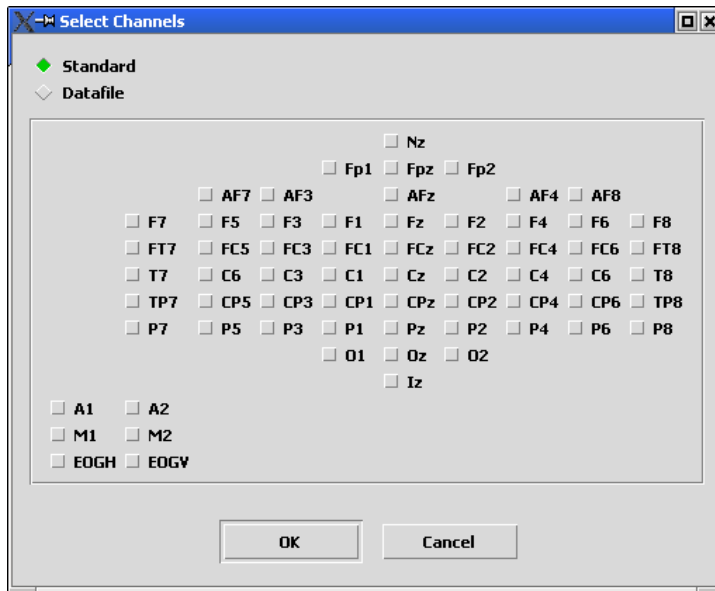 Select Channels
Standard
Datafile
Nz
Fp1 Fpz Fp2
AF7 AF3 AFz AF4 AF8
F7 F5 F3 F1 Fz F2 F4 F6 F8
FT7 FC5 FC3 FC1 FCz FC2 FC4 FC6 FT8
T7 C6 C3 C1 Cz C2 C4 C6 T8
TP7 CP5 CP3 CP1 CPz CP2 CP4 CP6 TP8
P7 P5 P3 P1 Pz P2 P4 P6 P8
O1 Oz O2
Iz
A1 A2
M1 M2
EOGH EOGV
OK Cancel